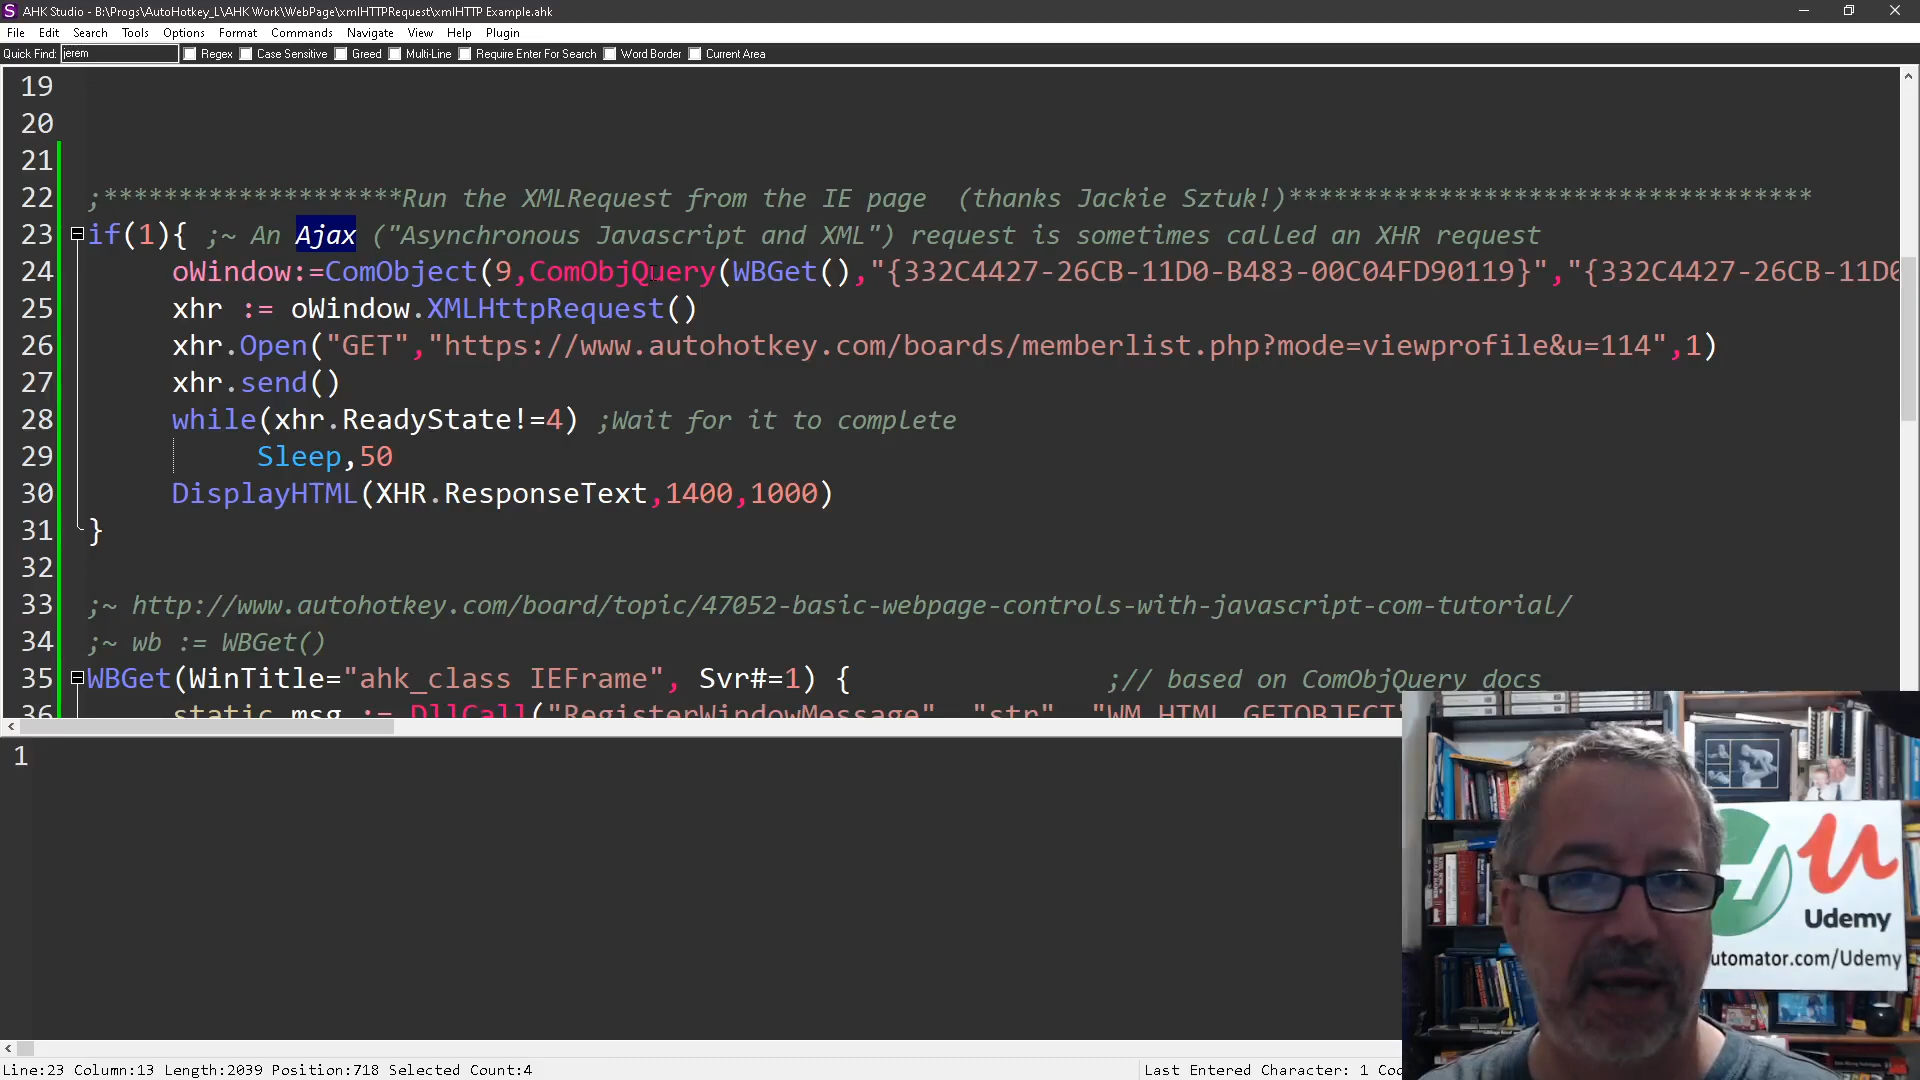 S AHK Studio - B:\Progs\AutoHotkey_L\AHK Work\WebPage\xmlHTTPRequest\xmlHTTP Example.ahk
File Edit Search Tools Options Format Commands Navigate View Help Plugin
Quick Find: jerem Regex Case Sensitive Greed Multi-Line Require Enter For Search Word Border Current Area
19
20
21
22 ;********************Run the XMLRequest from the IE page  (thanks Jackie Sztuk!)***********************************
23 if(1){ ;~ An Ajax ("Asynchronous Javascript and XML") request is sometimes called an XHR request
24 oWindow:=ComObject(9,ComObjQuery(WBGet(),"{332C4427-26CB-11D0-B483-00C04FD90119}","{332C4427-26CB-11D0
25 xhr := oWindow.XMLHttpRequest()
26 xhr.Open("GET","https://www.autohotkey.com/boards/memberlist.php?mode=viewprofile&u=114",1)
27 xhr.send()
28 while(xhr.ReadyState!=4) ;Wait for it to complete
29 Sleep,50
30 DisplayHTML(XHR.ResponseText,1400,1000)
31 }
32
33 ;~ http://www.autohotkey.com/board/topic/47052-basic-webpage-controls-with-javascript-com-tutorial/
34 ;~ wb := WBGet()
35 WBGet(WinTitle="ahk_class IEFrame", Svr#=1) { ;// based on ComObjQuery docs
36 static msg := DllCall("RegisterWindowMessage", "str", "WM_HTML_GETOBJECT"
1
Udemy
utomator.com/Udemy
Line:23 Column:13 Length:2039 Position:718 Selected Count:4 Last Entered Character: 1 Cod